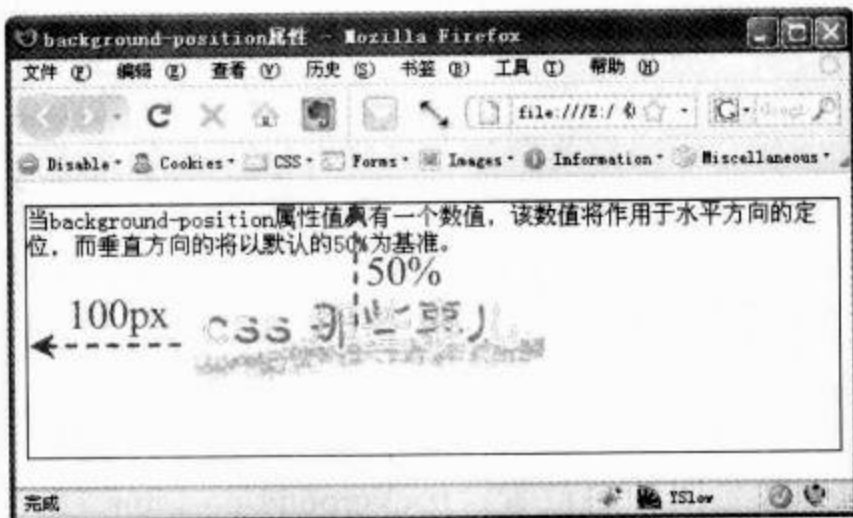 background-position属性 - Mozilla Firefox
文件 (F) 编辑 (E) 查看 (V) 历史 (S) 书签 (B) 工具 (T) 帮助 (H)
file:///E:/
Disable Cookies CSS Forms Images Information Miscellaneous
当background-position属性值飘有一个数值，该数值将作用于水平方向的定
位，而垂直方向的将以默认的50%为基准。
50%
100px
css 那些
完成 YSlow